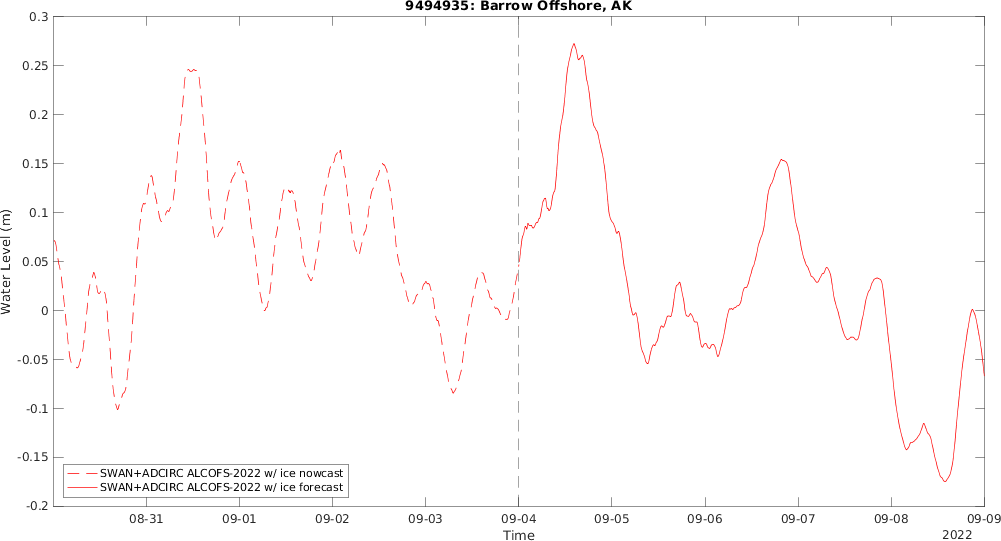 9494935: Barrow Offshore, AK
0.3
0.25
0.2
0.15
0.1
0.05
0
-0.05
-0.1
-0.15
-0.2
Water Level (m)
SWAN+ADCIRC ALCOFS-2022 w/ ice nowcast
SWAN+ADCIRC ALCOFS-2022 w/ ice forecast
08-31 09-01 09-02 09-03 09-04 09-05 09-06 09-07 09-08 09-09
Time
2022